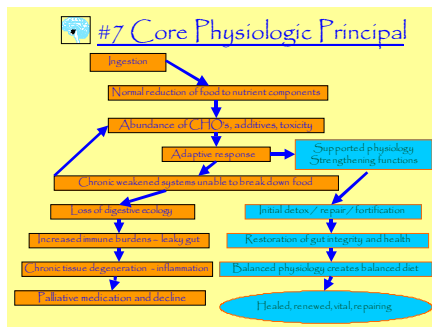 #7 Core Physiologic Principal
Ingestion
Normal reduction of food to nutrient components
Abundance of CHO's, additives, toxicity
Adaptive response
Supported physiology
Strengthening functions
Chronic weakened systems unable to break down food
Loss of digestive ecology
Initial detox / repair / fortification
Increased immune burdens – leaky gut
Restoration of gut integrity and health
Chronic tissue degeneration - inflammation
Balanced physiology creates balanced diet
Palliative medication and decline
Healed, renewed, vital, repairing